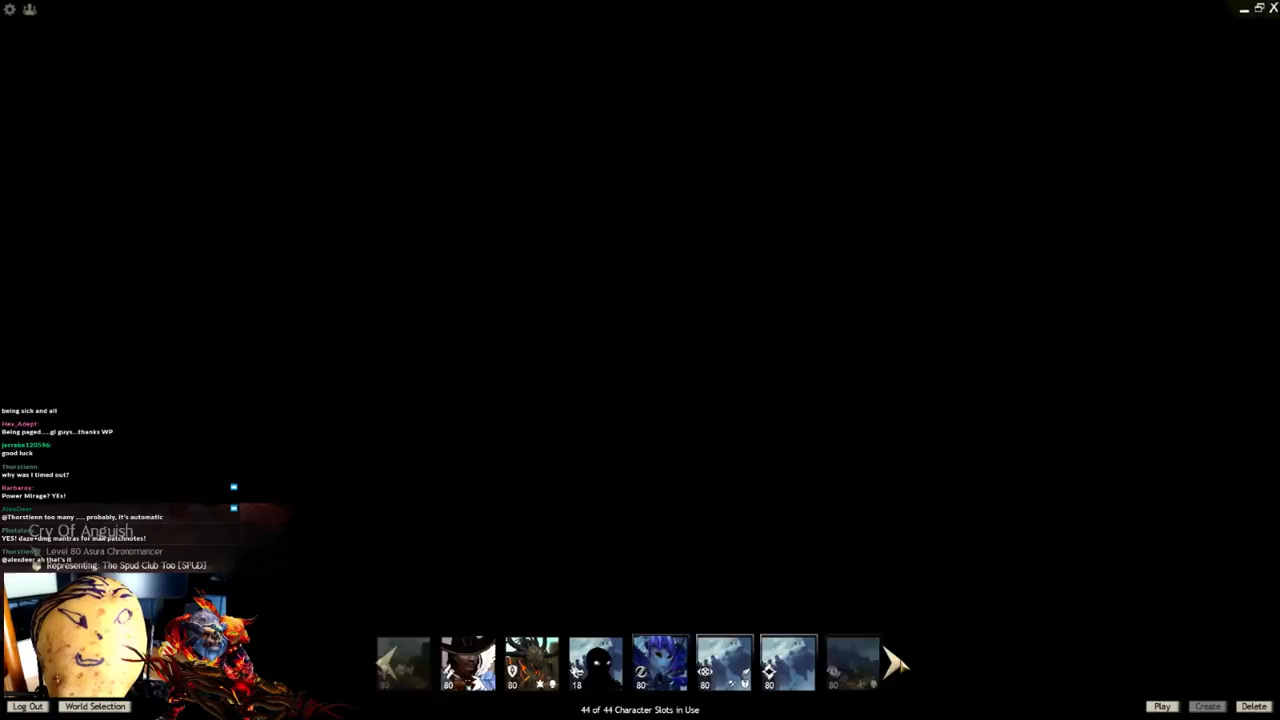 being sick and all
Hex_Adept:
Being paged.....gl guys...thanks WP
jerrake120596:
good luck
Thorstienn:
why was I timed out?
Barbaroy:
Power Mirage? YEs!
AlexDeer:
@Thorstienn too many .... probably, it's automatic
Cry Of Anguish
YES! daze+dmg mantras for max patchnotes!
Level 80 Asura Chronomancer
@alexdeer ah that's it
Representing: The Spud Club Too [SPUD]
80
80
80
18
80
80
80
80
44 of 44 Character Slots in Use
Log Out
World Selection
Play
Create
Delete